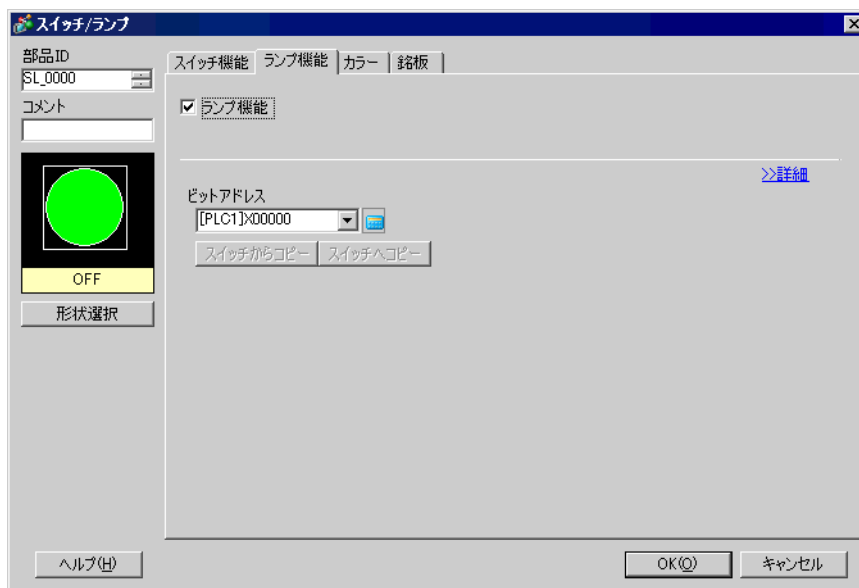 スイッチ/ランプ
部品ID
SL_0000
コメント
OFF
形状選択
スイッチ機能 ランプ機能 カラー 銘板
ランプ機能
>>詳細
ビットアドレス
[PLC1]X00000
スイッチからコピー スイッチへコピー
ヘルプ(H) OK(O) キャンセル